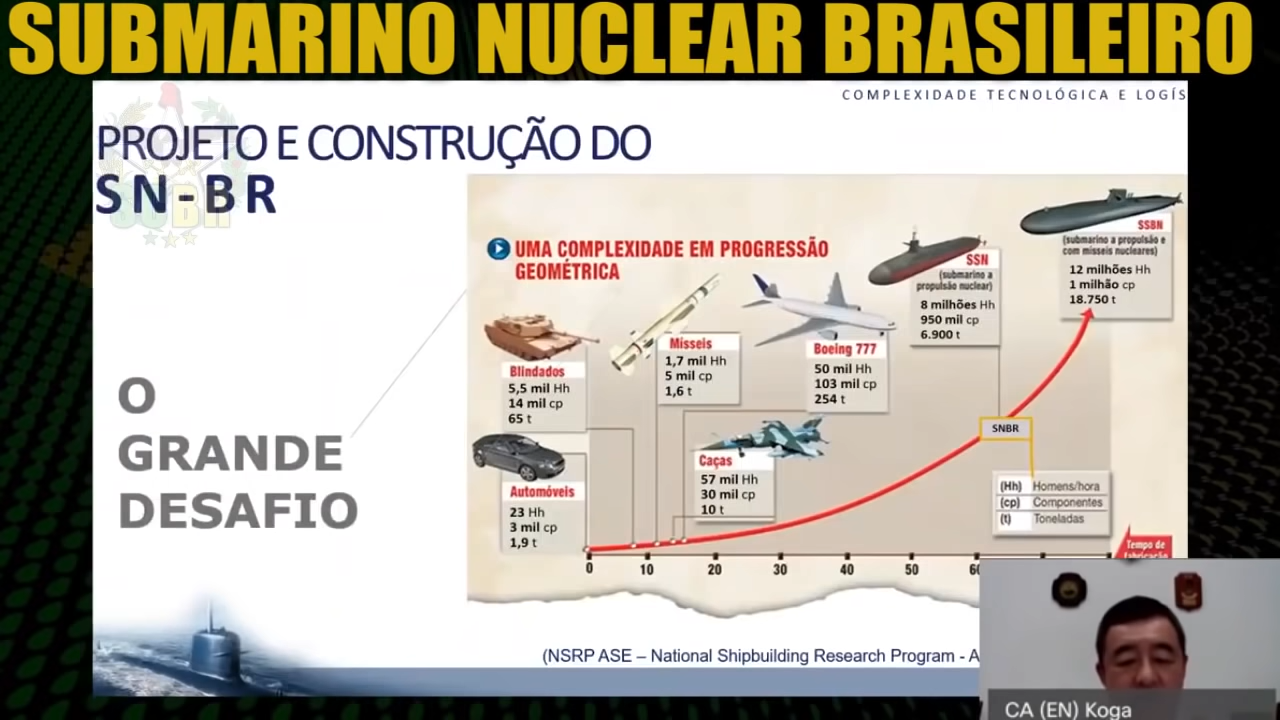 SUBMARINO NUCLEAR BRASILEIRO
COMPLEXIDADE TECNOLÓGICA E LOGÍS
PROJETO E CONSTRUÇÃO DO
SN-BR
O
GRANDE
DESAFIO
UMA COMPLEXIDADE EM PROGRESSÃO
GEOMÉTRICA
SSBN
(submarino a propulsão e
com mísseis nucleares)
12 milhões Hh
1 milhão cp
18.750 t
SSN
(submarino a
propulsão nuclear)
8 milhões Hh
950 mil cp
6.900 t
Boeing 777
50 mil Hh
103 mil cp
254 t
Mísseis
1,7 mil Hh
5 mil cp
1,6 t
Blindados
5,5 mil Hh
14 mil cp
65 t
Caças
57 mil Hh
30 mil cp
10 t
Automóveis
23 Hh
3 mil cp
1,9 t
SNBR
(Hh) Homens/hora
(cp) Componentes
(t) Toneladas
Tempo de
0 10 20 30 40 50
(NSRP ASE – National Shipbuilding Research Program - A
CA (EN) Koga